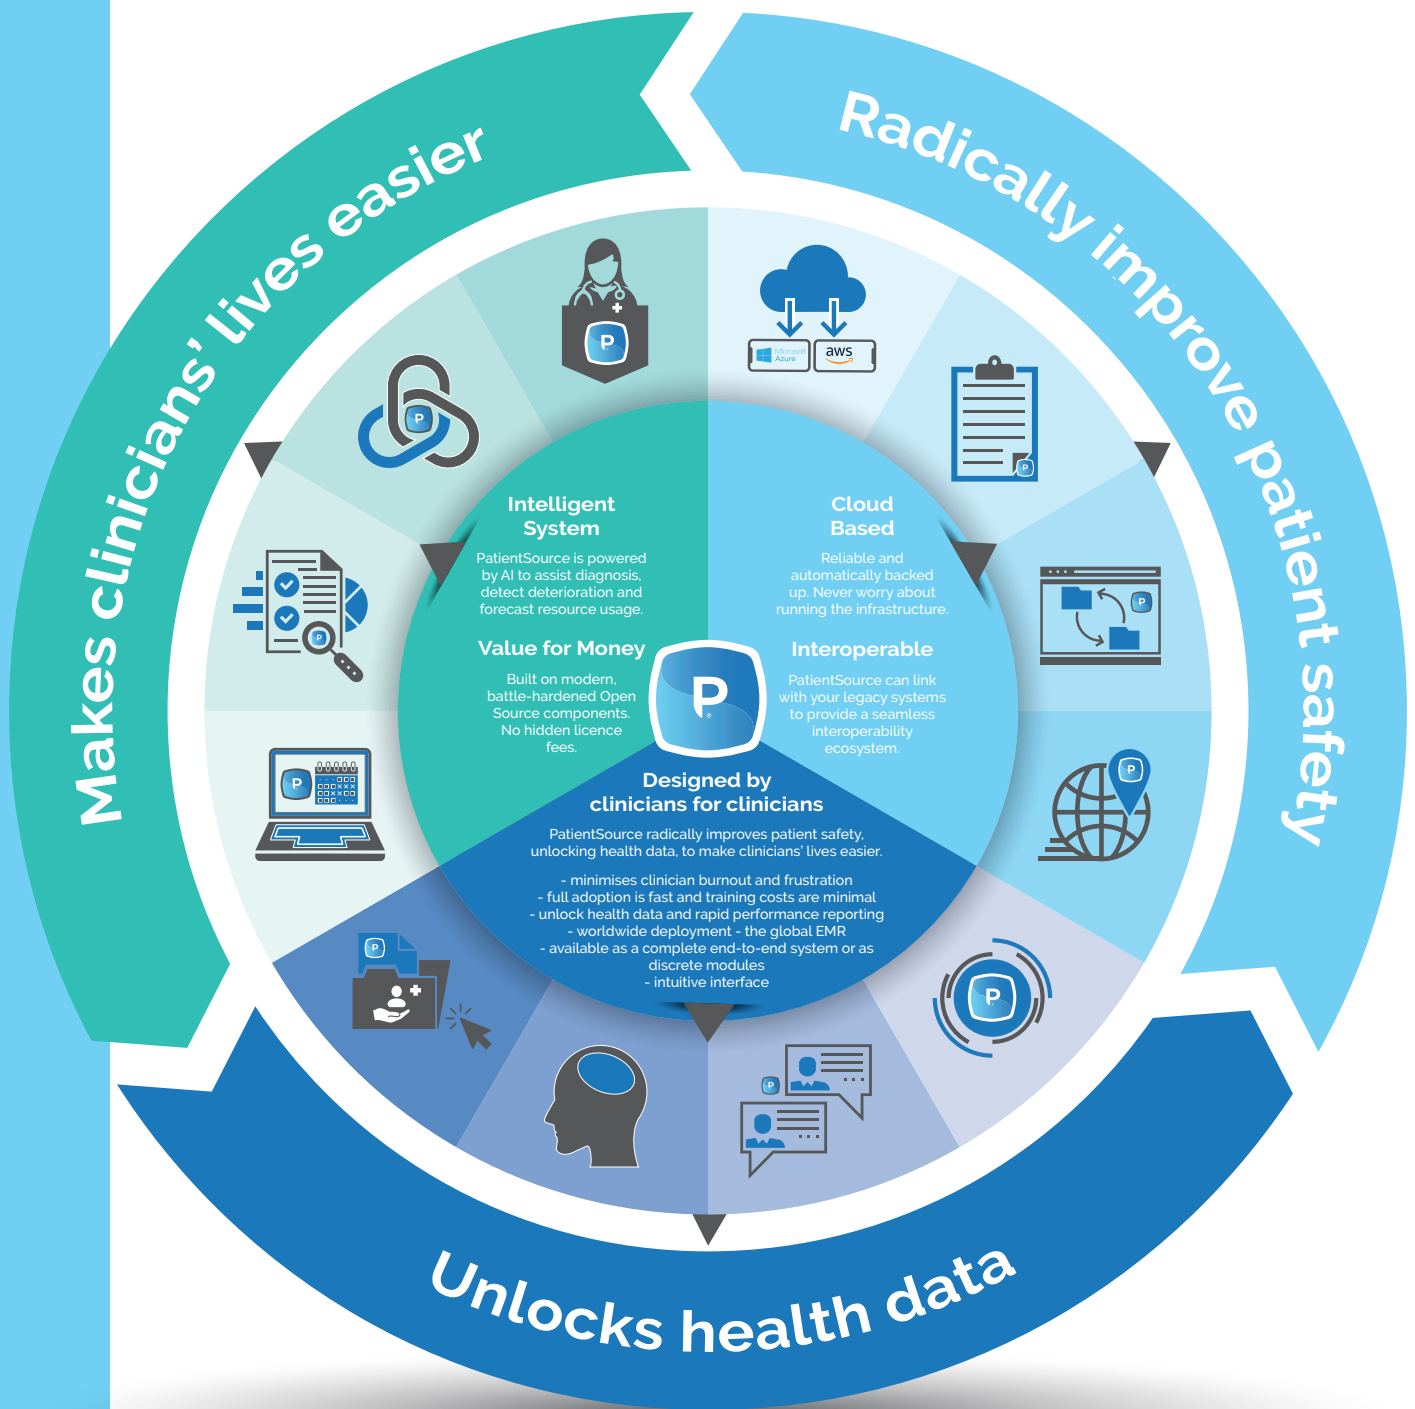 Makes clinicians' lives easier
Radically improve patient safety
Unlocks health data
Intelligent
System
PatientSource is powered
by AI to assist diagnosis,
detect deterioration and
forecast resource usage.
Value for Money
Built on modern,
battle-hardened Open
Source components.
No hidden licence
fees.
Cloud
Based
Reliable and
automatically backed
up. Never worry about
running the infrastructure.
Interoperable
PatientSource can link
with your legacy systems
to provide a seamless
interoperability
ecosystem.
P
®
Designed by
clinicians for clinicians
PatientSource radically improves patient safety,
unlocking health data, to make clinicians' lives easier.
- minimises clinician burnout and frustration
- full adoption is fast and training costs are minimal
- unlock health data and rapid performance reporting
- worldwide deployment - the global EMR
- available as a complete end-to-end system or as
discrete modules
- intuitive interface
P
Microsoft
Azure
aws
P
P
P
P
P
P
P
P
P